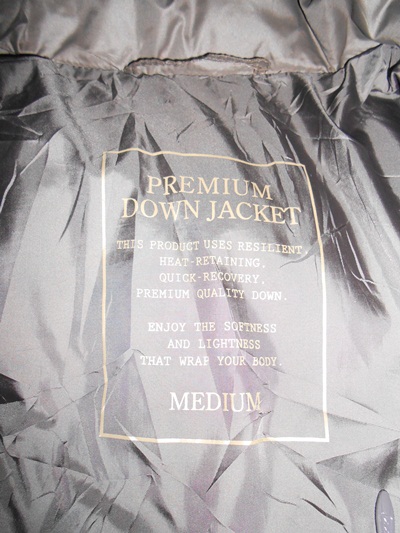 PREMIUM
DOWN JACKET
THIS PRODUCT USES RESILIENT,
HEAT-RETAINING,
QUICK-RECOVERY,
PREMIUM QUALITY DOWN.
ENJOY THE SOFTNESS
AND LIGHTNESS
THAT WRAP YOUR BODY.
MEDIUM